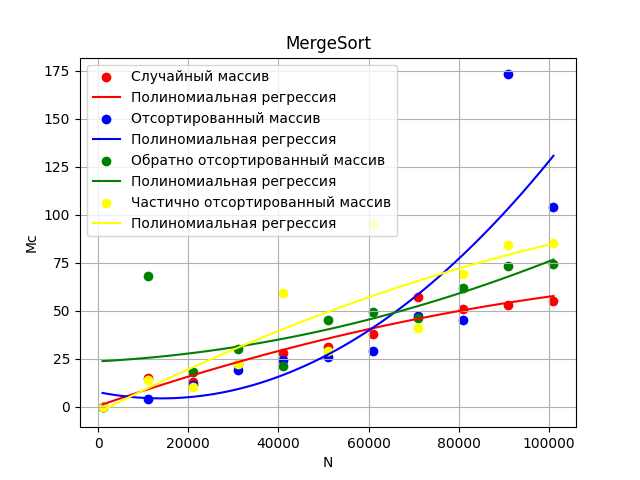 MergeSort
Случайный массив
Полиномиальная регрессия
Отсортированный массив
Полиномиальная регрессия
Обратно отсортированный массив
Полиномиальная регрессия
Частично отсортированный массив
Полиномиальная регрессия
175
150
125
100
75
50
25
0
Мс
0 20000 40000 60000 80000 100000
N